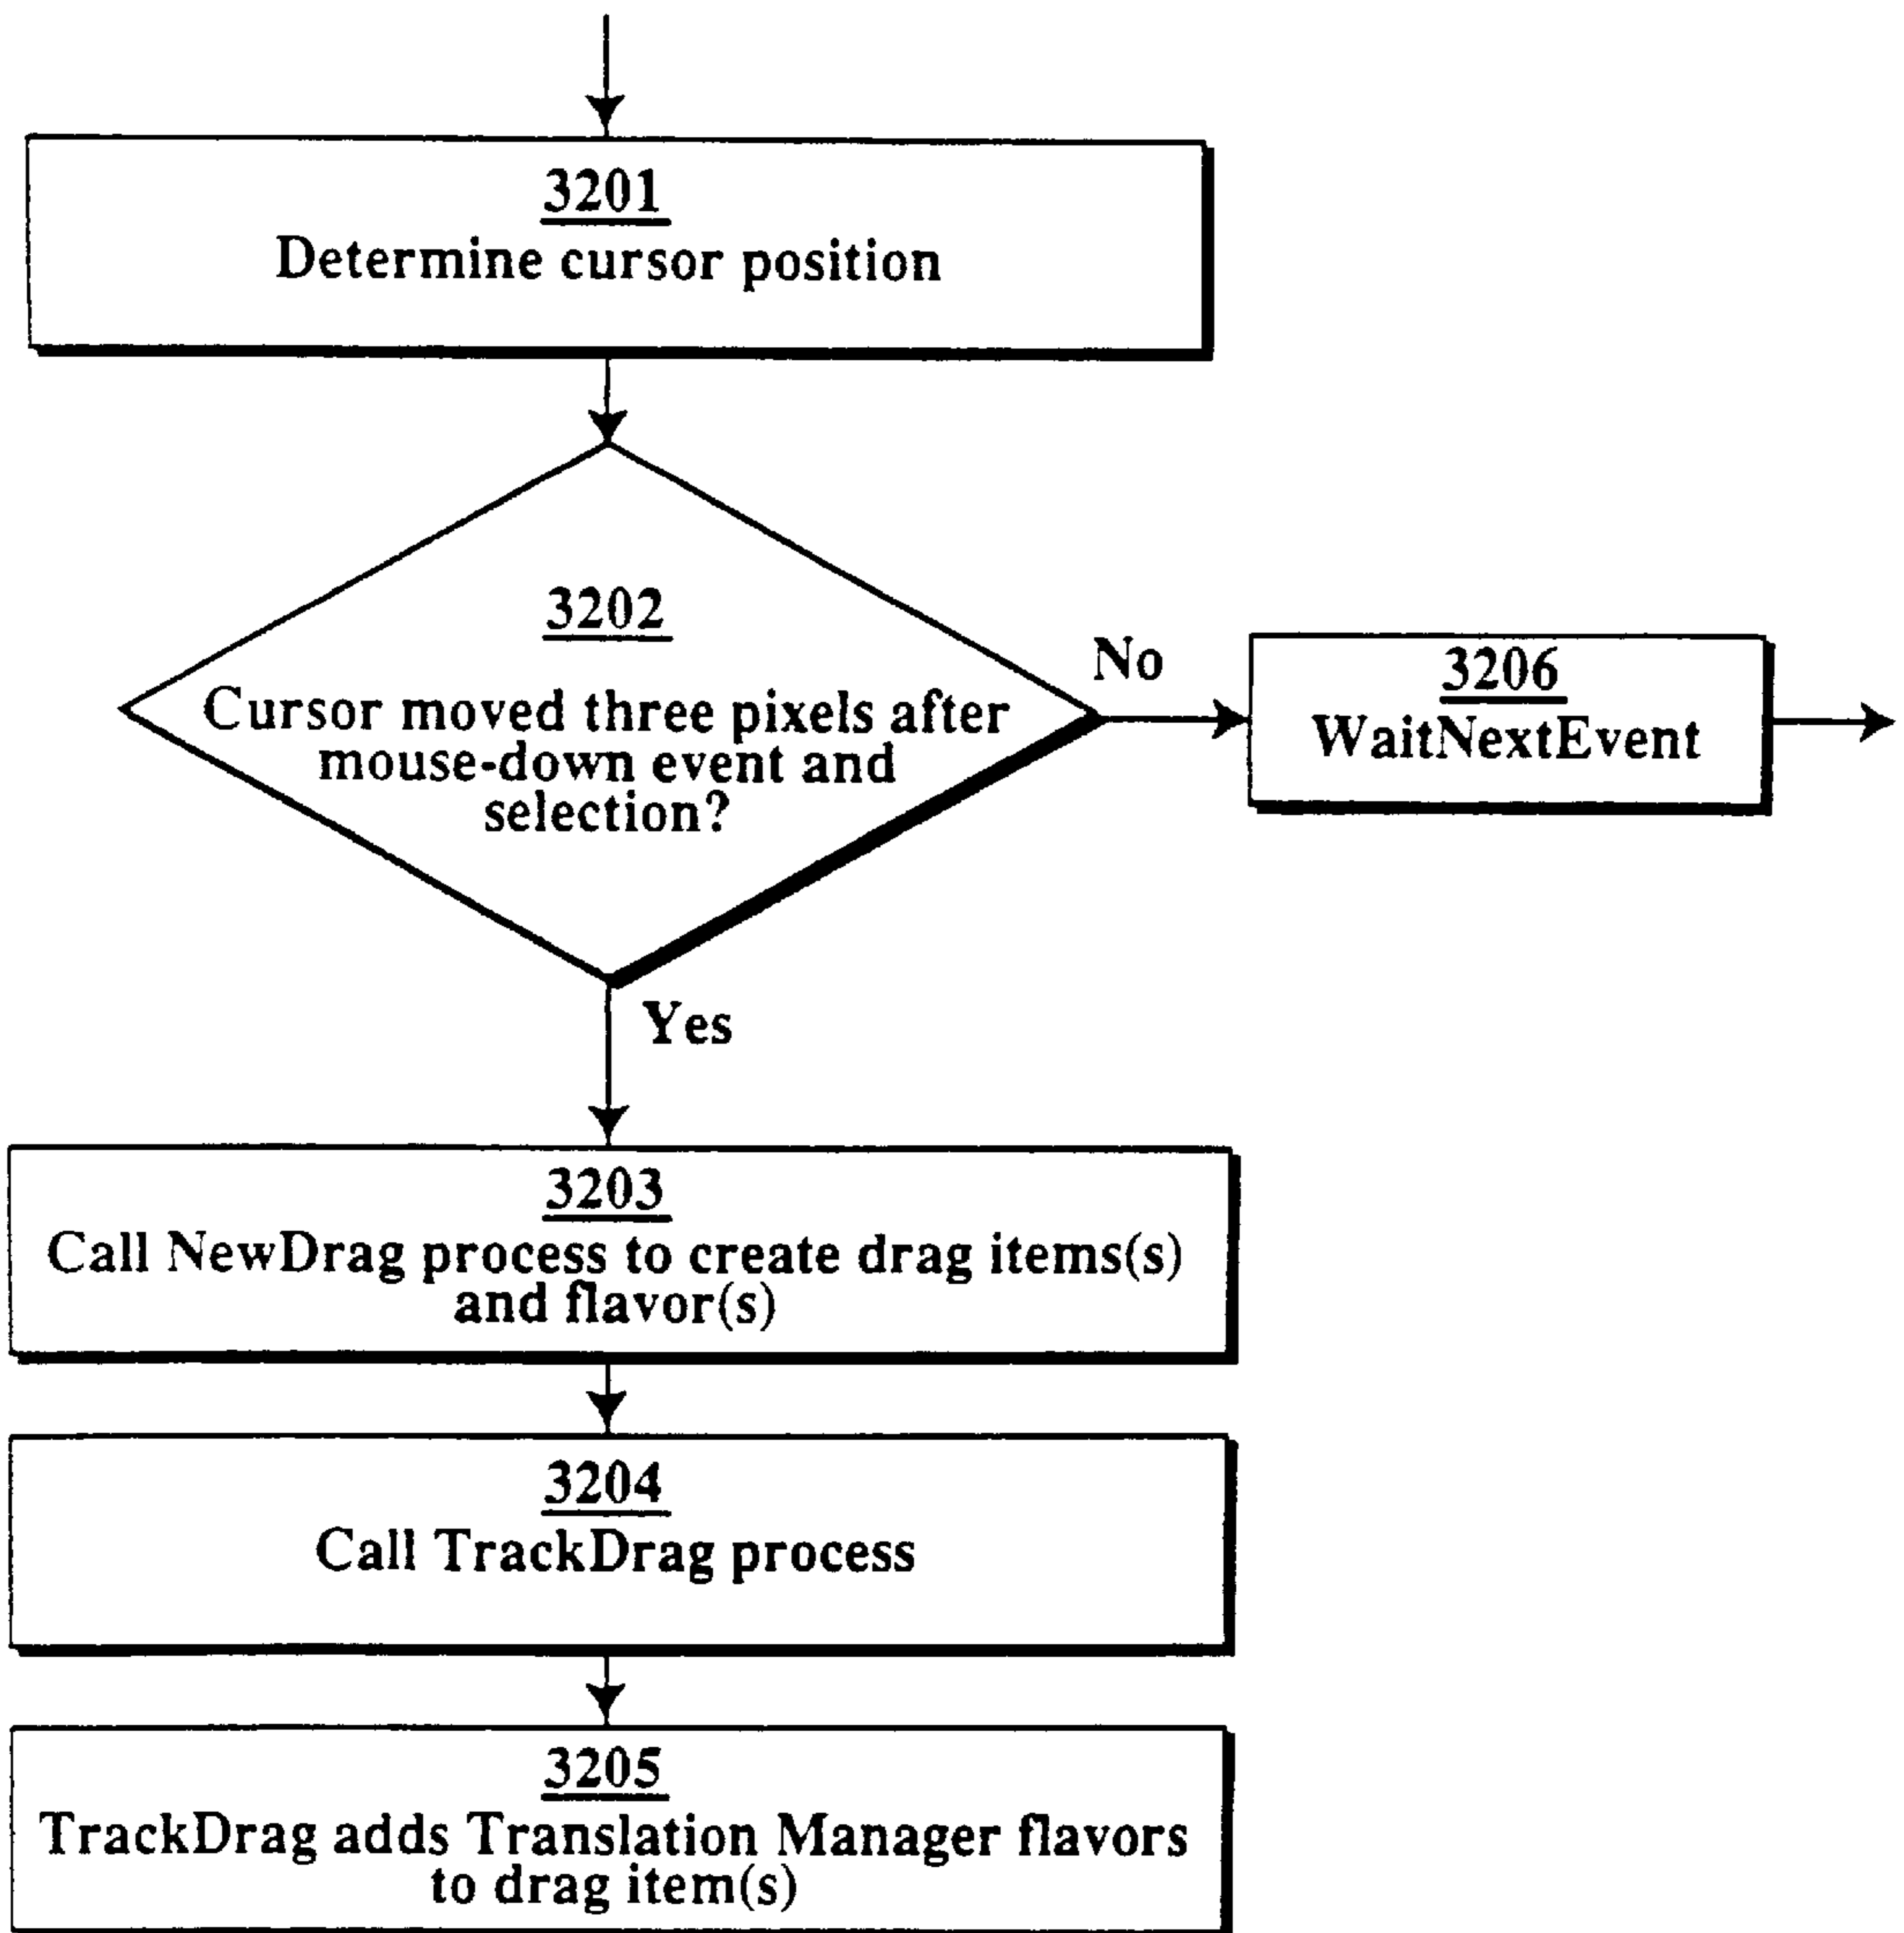 3201
Determine cursor position
3202
Cursor moved three pixels after
mouse-down event and
selection?
No
3206
WaitNextEvent
Yes
3203
Call NewDrag process to create drag items(s)
and flavor(s)
3204
Call TrackDrag process
3205
TrackDrag adds Translation Manager flavors
to drag item(s)